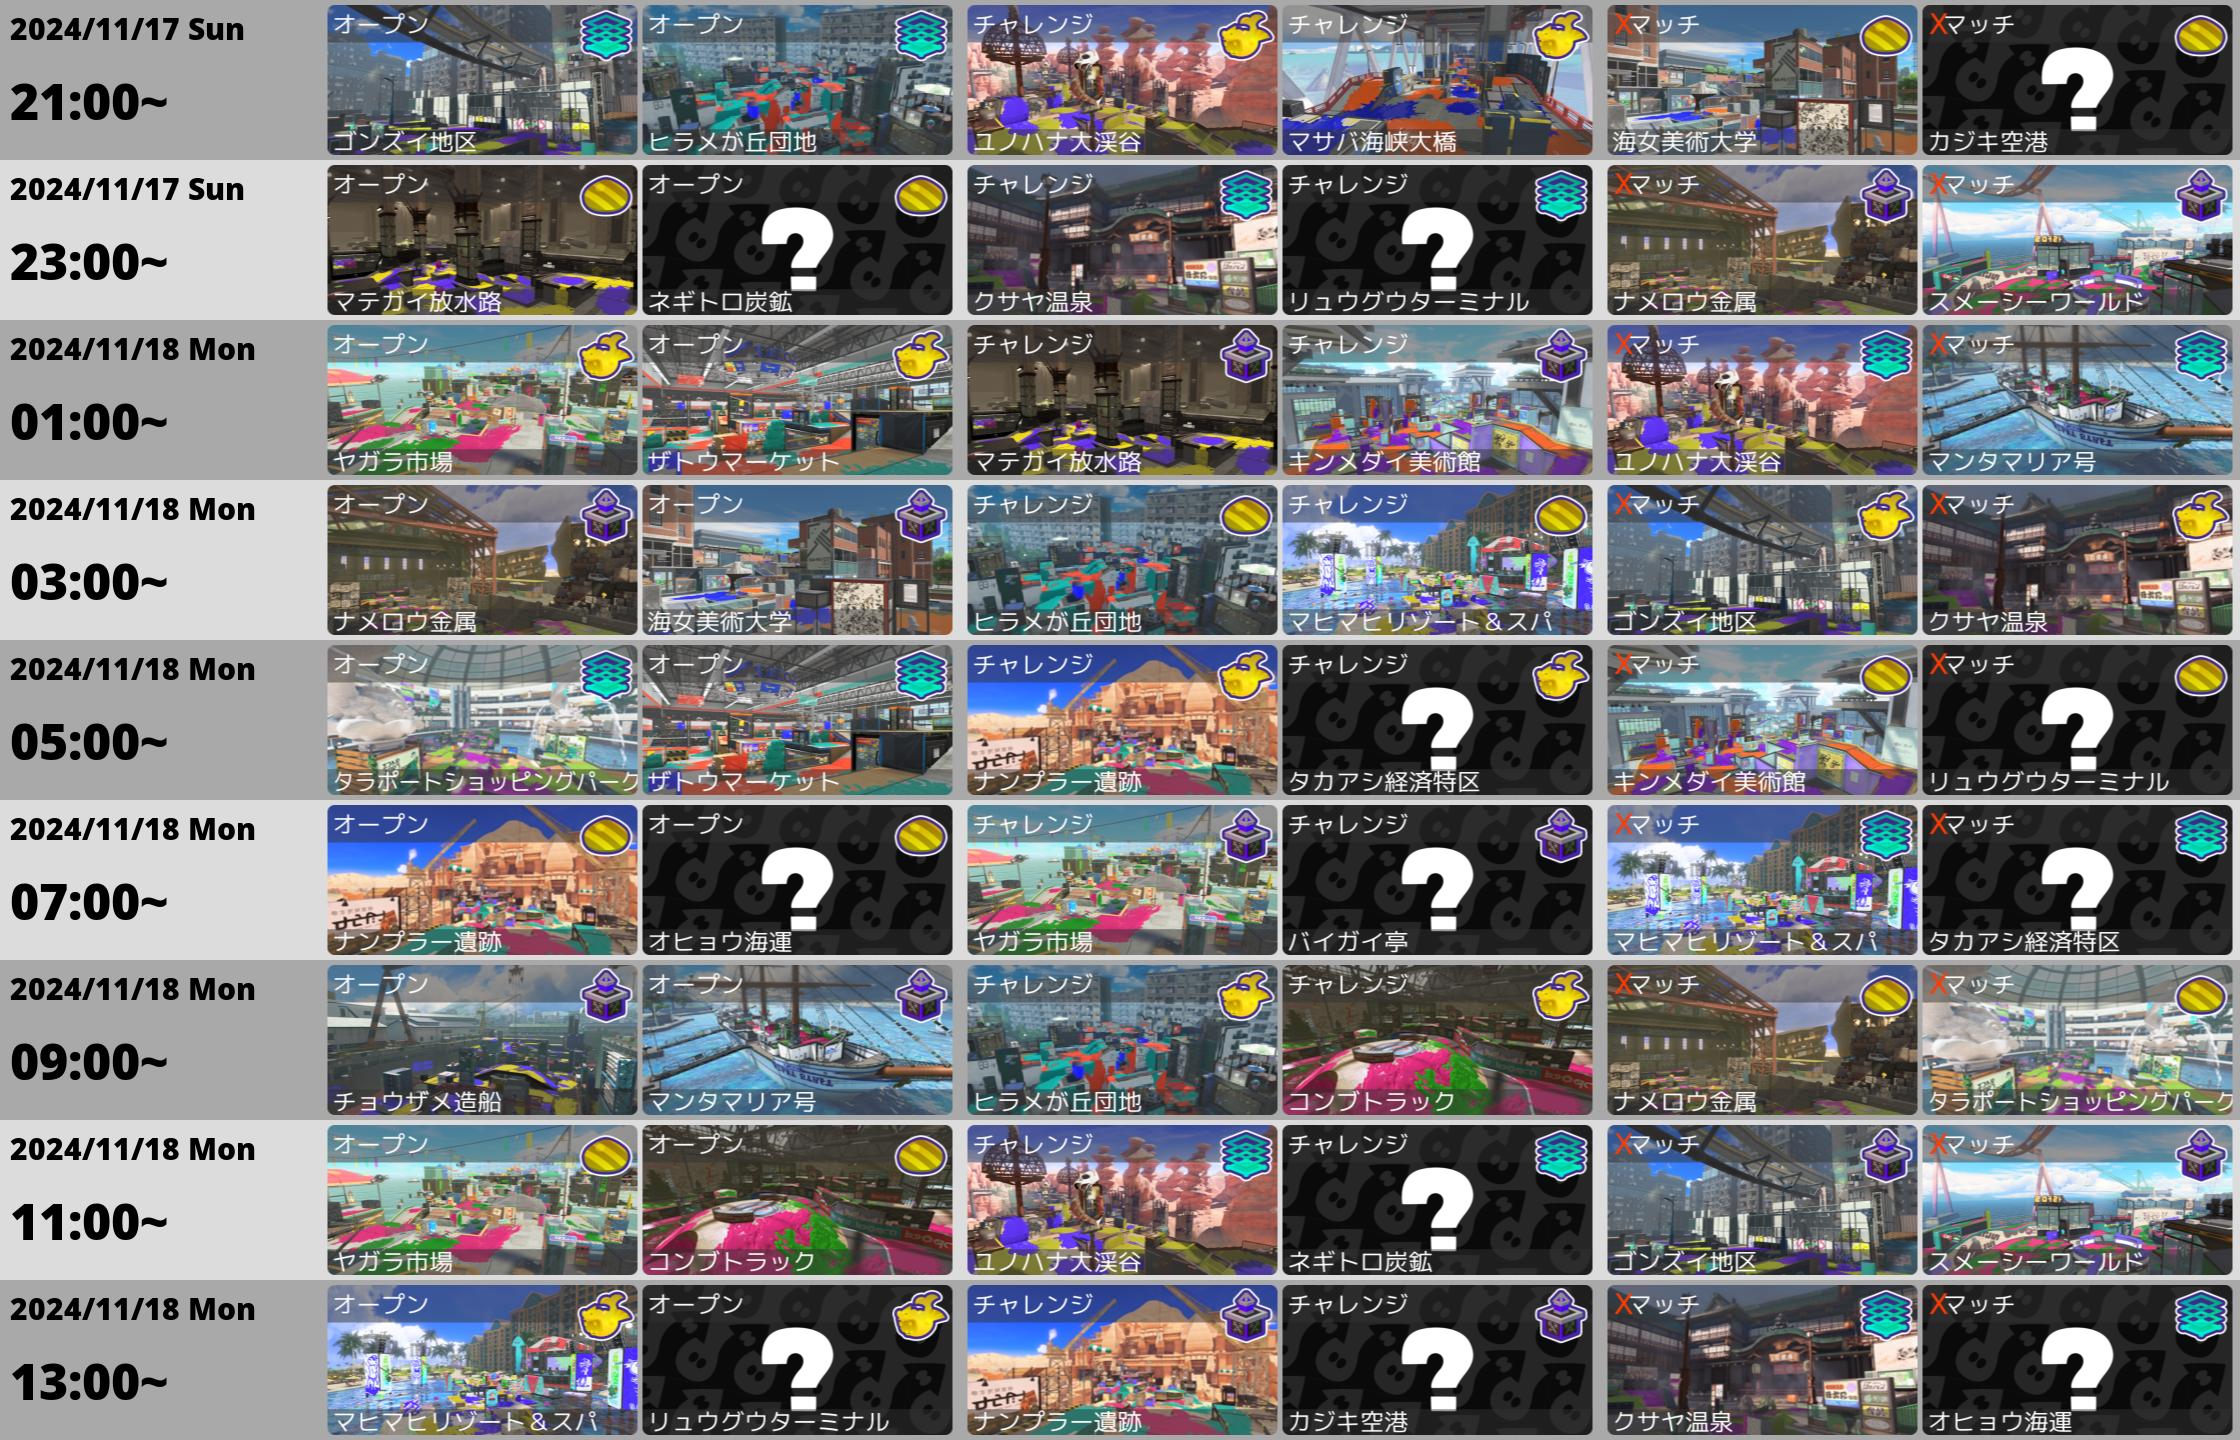 2024/11/17 Sun
21:00~
オープン
ゴンズイ地区
オープン
ヒラメが丘団地
チャレンジ
ユノハナ大渓谷
チャレンジ
マサバ海峡大橋
Xマッチ
海女美術大学
Xマッチ
?
カジキ空港
2024/11/17 Sun
23:00~
オープン
マテガイ放水路
オープン
?
ネギトロ炭鉱
チャレンジ
クサヤ温泉
チャレンジ
?
リュウグウターミナル
Xマッチ
ナメロウ金属
Xマッチ
スメーシーワールド
2024/11/18 Mon
01:00~
オープン
ヤガラ市場
オープン
ザトウマーケット
チャレンジ
マテガイ放水路
チャレンジ
キンメダイ美術館
Xマッチ
ユノハナ大渓谷
Xマッチ
マンタマリア号
2024/11/18 Mon
03:00~
オープン
ナメロウ金属
オープン
海女美術大学
チャレンジ
ヒラメが丘団地
チャレンジ
マヒマヒリゾート&スパ
Xマッチ
ゴンズイ地区
Xマッチ
クサヤ温泉
2024/11/18 Mon
05:00~
オープン
タラポートショッピングパーク
オープン
ザトウマーケット
チャレンジ
ナンプラー遺跡
チャレンジ
?
タカアシ経済特区
Xマッチ
キンメダイ美術館
Xマッチ
?
リュウグウターミナル
2024/11/18 Mon
07:00~
オープン
ナンプラー遺跡
オープン
?
オヒョウ海運
チャレンジ
ヤガラ市場
チャレンジ
?
バイガイ亭
Xマッチ
マヒマヒリゾート&スパ
Xマッチ
?
タカアシ経済特区
2024/11/18 Mon
09:00~
オープン
チョウザメ造船
オープン
マンタマリア号
チャレンジ
ヒラメが丘団地
チャレンジ
コンブトラック
Xマッチ
ナメロウ金属
Xマッチ
タラポートショッピングパーク
2024/11/18 Mon
11:00~
オープン
ヤガラ市場
オープン
コンブトラック
チャレンジ
ユノハナ大渓谷
チャレンジ
?
ネギトロ炭鉱
Xマッチ
ゴンズイ地区
Xマッチ
スメーシーワールド
2024/11/18 Mon
13:00~
オープン
マヒマヒリゾート&スパ
オープン
?
リュウグウターミナル
チャレンジ
ナンプラー遺跡
チャレンジ
?
カジキ空港
Xマッチ
クサヤ温泉
Xマッチ
?
オヒョウ海運